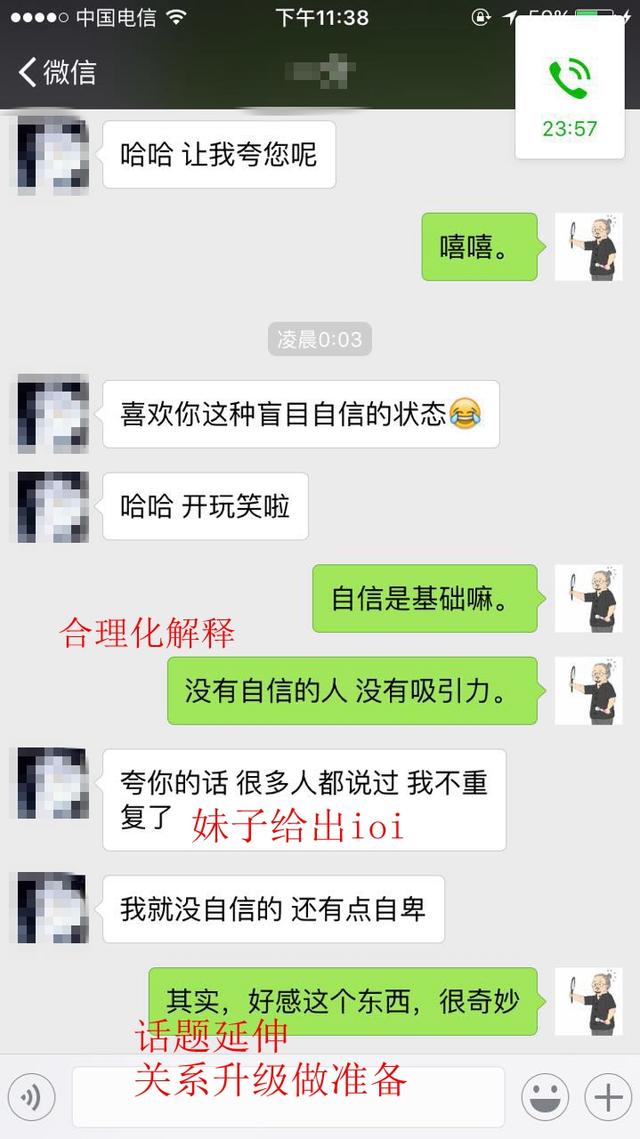 中国电信
下午11:38
微信
23:57
哈哈 让我夸您呢
嘻嘻。
凌晨0:03
喜欢你这种盲目自信的状态😂
哈哈 开玩笑啦
自信是基础嘛。
合理化解释
没有自信的人 没有吸引力。
夸你的话 很多人都说过 我不重
复了
妹子给出ioi
我就没自信的 还有点自卑
其实，好感这个东西，很奇妙
话题延伸
关系升级做准备